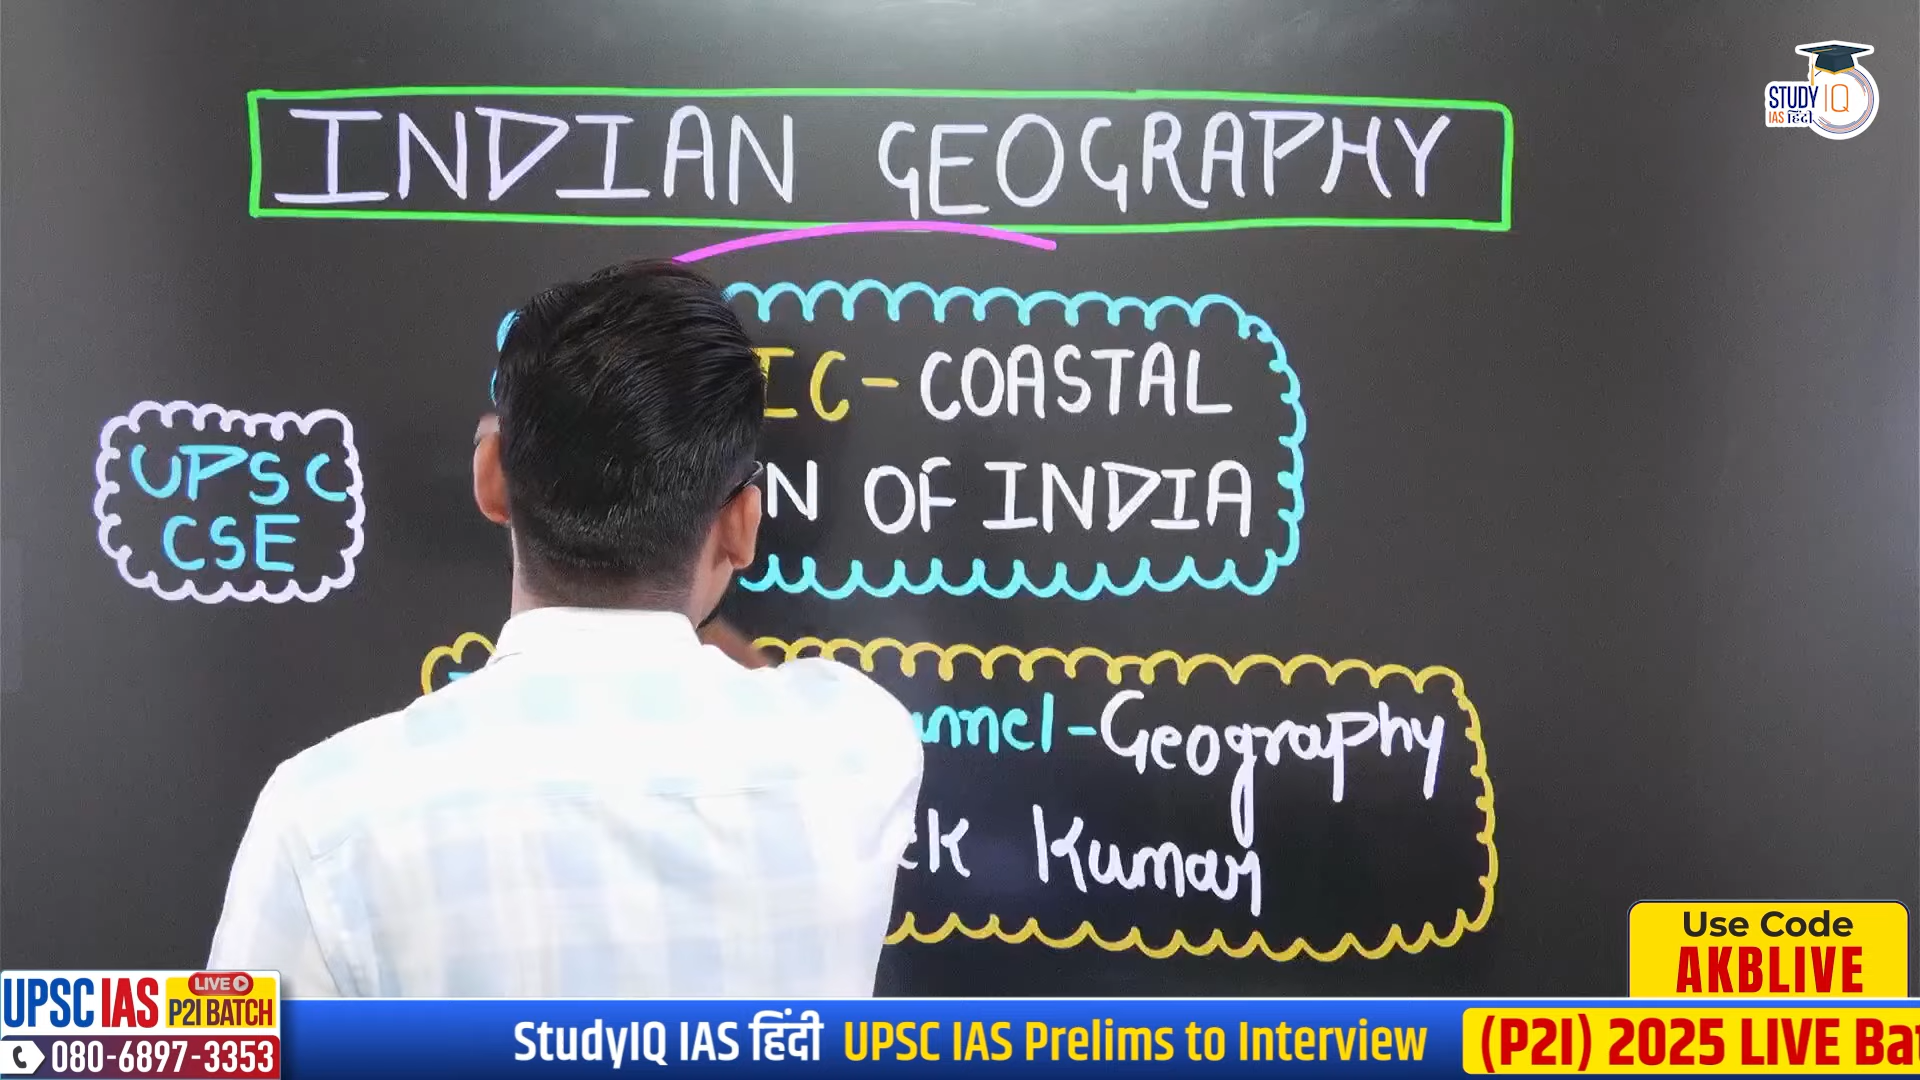 INDIAN GEOGRAPHY
STUDY IQ
IAS हिंदी
IC-COASTAL
N OF INDIA
UPSC
CSE
Geography
Kumar
Use Code
AKBLIVE
UPSC IAS
LIVE
P2I BATCH
080-6897-3353
StudyIQ IAS हिंदी UPSC IAS Prelims to Interview
(P2I) 2025 LIVE Ba